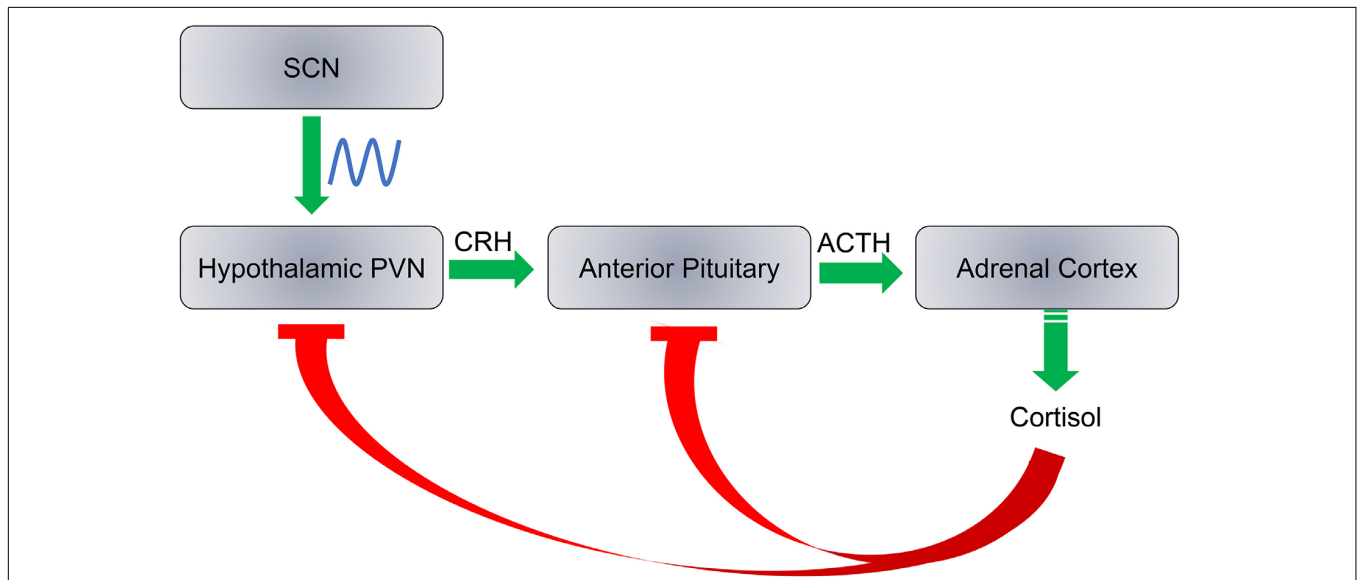 SCN
CRH
ACTH
Hypothalamic PVN
Anterior Pituitary
Adrenal Cortex
Cortisol